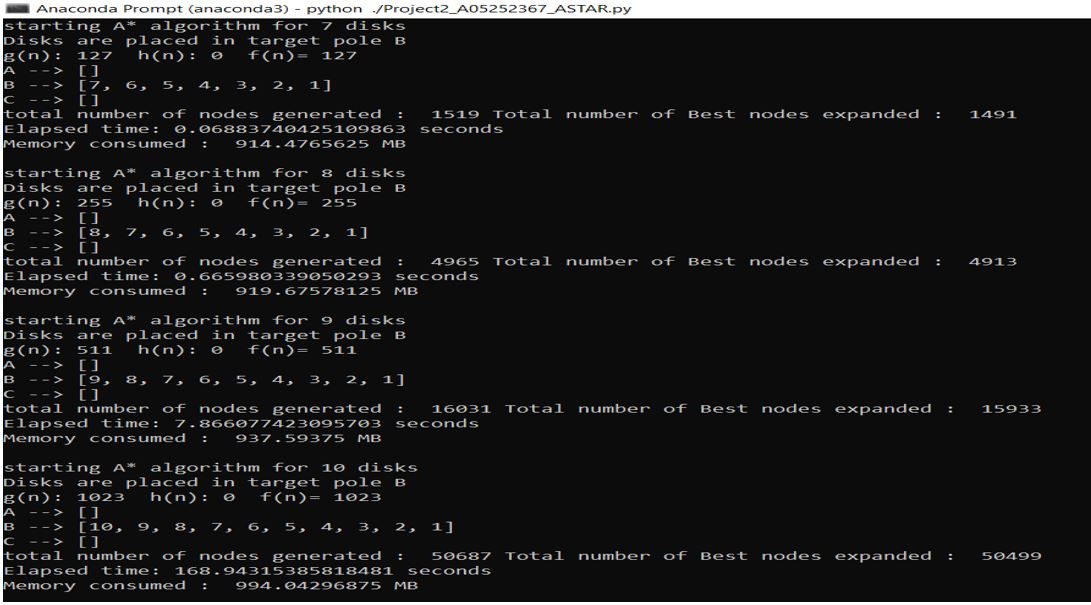 Anaconda Prompt (anaconda3) - python ./Project2_A05252367_ASTAR.py
starting A* algorithm for 7 disks
Disks are placed in target pole B
g(n): 127  h(n): 0  f(n)= 127
A --> []
B --> [7, 6, 5, 4, 3, 2, 1]
C --> []
total number of nodes generated :  1519 Total number of Best nodes expanded :  1491
Elapsed time: 0.06883740425109863 seconds
Memory consumed :  914.4765625 MB
starting A* algorithm for 8 disks
Disks are placed in target pole B
g(n): 255  h(n): 0  f(n)= 255
A --> []
B --> [8, 7, 6, 5, 4, 3, 2, 1]
C --> []
total number of nodes generated :  4965 Total number of Best nodes expanded :  4913
Elapsed time: 0.665980339050293 seconds
Memory consumed :  919.67578125 MB
starting A* algorithm for 9 disks
Disks are placed in target pole B
g(n): 511  h(n): 0  f(n)= 511
A --> []
B --> [9, 8, 7, 6, 5, 4, 3, 2, 1]
C --> []
total number of nodes generated :  16031 Total number of Best nodes expanded :  15933
Elapsed time: 7.866077423095703 seconds
Memory consumed :  937.59375 MB
starting A* algorithm for 10 disks
Disks are placed in target pole B
g(n): 1023  h(n): 0  f(n)= 1023
A --> []
B --> [10, 9, 8, 7, 6, 5, 4, 3, 2, 1]
C --> []
total number of nodes generated :  50687 Total number of Best nodes expanded :  50499
Elapsed time: 168.94315385818481 seconds
Memory consumed :  994.04296875 MB